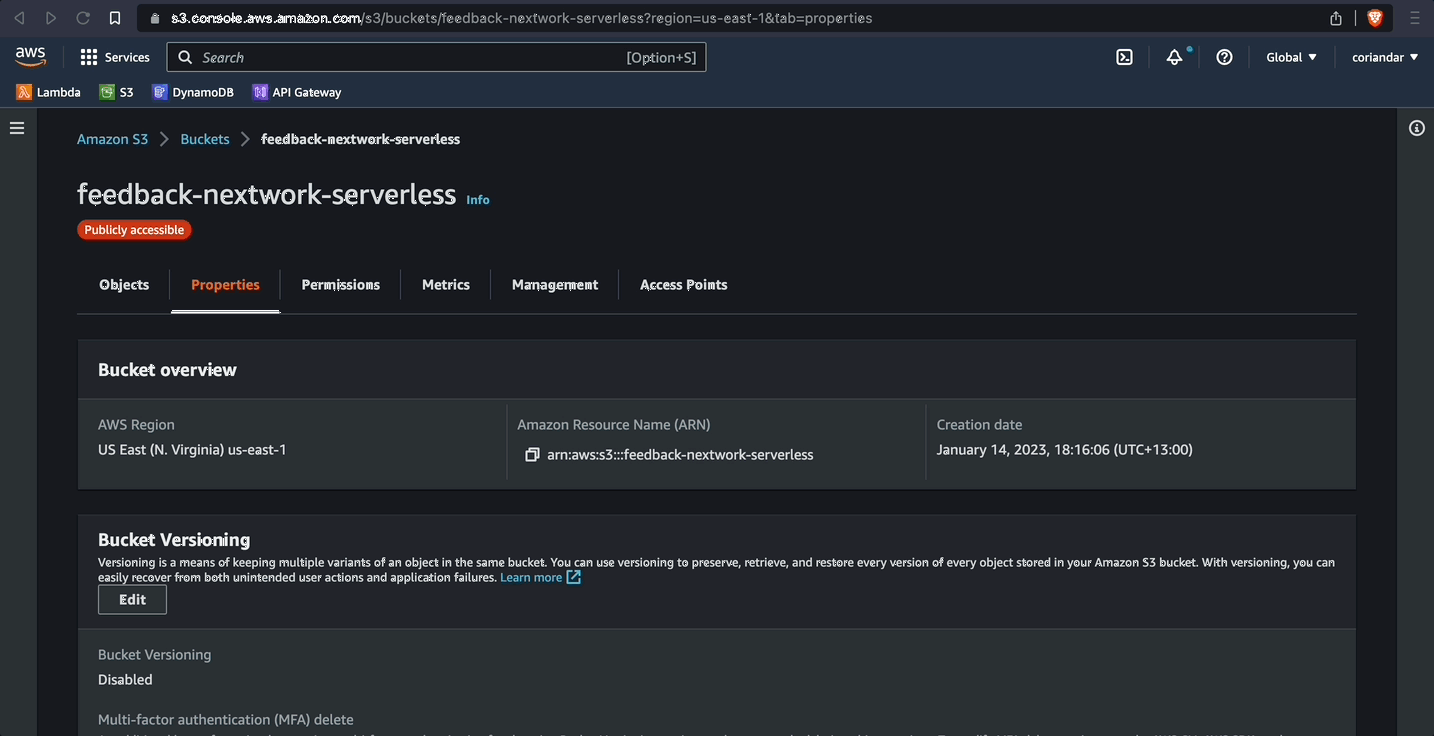 s3.console.aws.amazon.com/s3/buckets/feedback-nextwork-serverless?region=us-east-1&tab=properties
aws Services Search [Option+S] Global coriandar
Lambda S3 DynamoDB API Gateway
Amazon S3 Buckets feedback-nextwork-serverless
feedback-nextwork-serverless Info
Publicly accessible
Objects Properties Permissions Metrics Management Access Points
Bucket overview
AWS Region Amazon Resource Name (ARN) Creation date
US East (N. Virginia) us-east-1 arn:aws:s3:::feedback-nextwork-serverless January 14, 2023, 18:16:06 (UTC+13:00)
Bucket Versioning
Versioning is a means of keeping multiple variants of an object in the same bucket. You can use versioning to preserve, retrieve, and restore every version of every object stored in your Amazon S3 bucket. With versioning, you can
easily recover from both unintended user actions and application failures. Learn more
Edit
Bucket Versioning
Disabled
Multi-factor authentication (MFA) delete